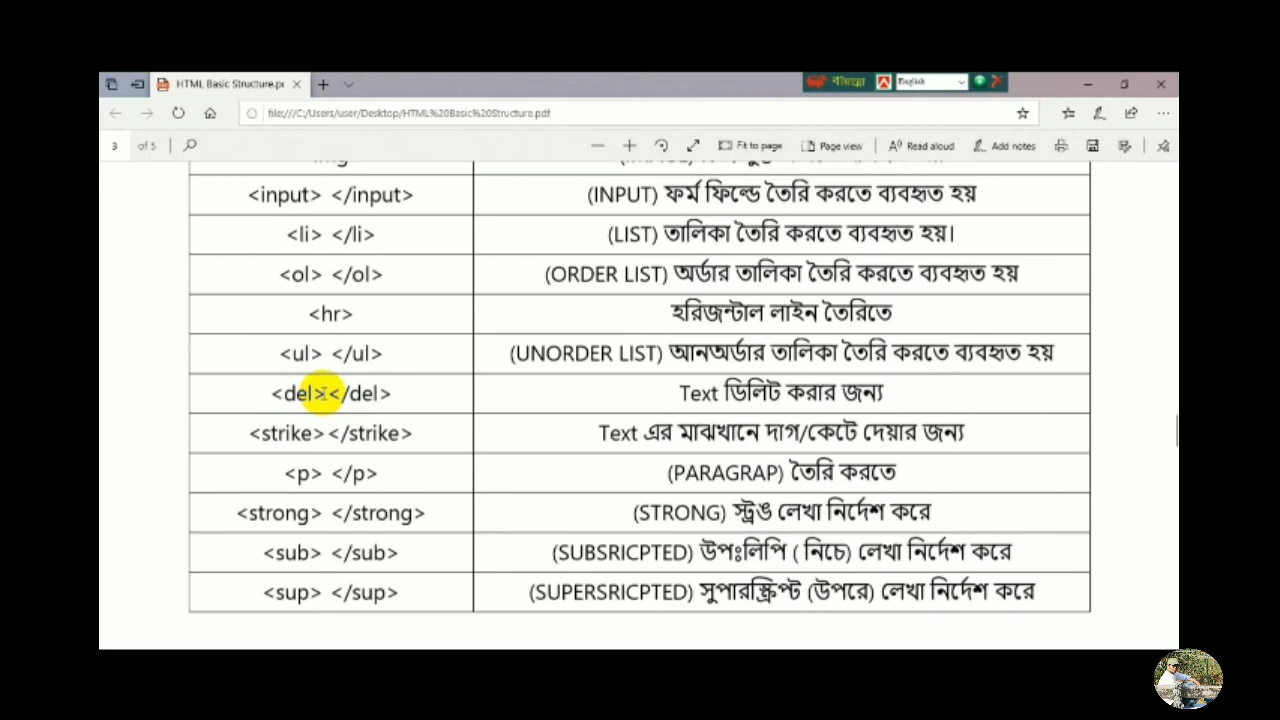 HTML Basic Structure.p
বাংলা
English
file:///C:/Users/user/Desktop/HTML%20Basic%20Structure.pdf
3 of 5 Fit to page Page view Read aloud Add notes
<input> </input> (INPUT) ফর্ম ফিল্ডে তৈরি করতে ব্যবহৃত হয়
<li> </li> (LIST) তালিকা তৈরি করতে ব্যবহৃত হয়।
<ol> </ol> (ORDER LIST) অর্ডার তালিকা তৈরি করতে ব্যবহৃত হয়
<hr> হরিজন্টাল লাইন তৈরিতে
<ul> </ul> (UNORDER LIST) আনঅর্ডার তালিকা তৈরি করতে ব্যবহৃত হয়
<del></del> Text ডিলিট করার জন্য
<strike></strike> Text এর মাঝখানে দাগ/কেটে দেয়ার জন্য
<p> </p> (PARAGRAP) তৈরি করতে
<strong> </strong> (STRONG) স্ট্রঙ লেখা নির্দেশ করে
<sub> </sub> (SUBSRICPTED) উপঃলিপি ( নিচে) লেখা নির্দেশ করে
<sup> </sup> (SUPERSRICPTED) সুপারস্ক্রিপ্ট (উপরে) লেখা নির্দেশ করে